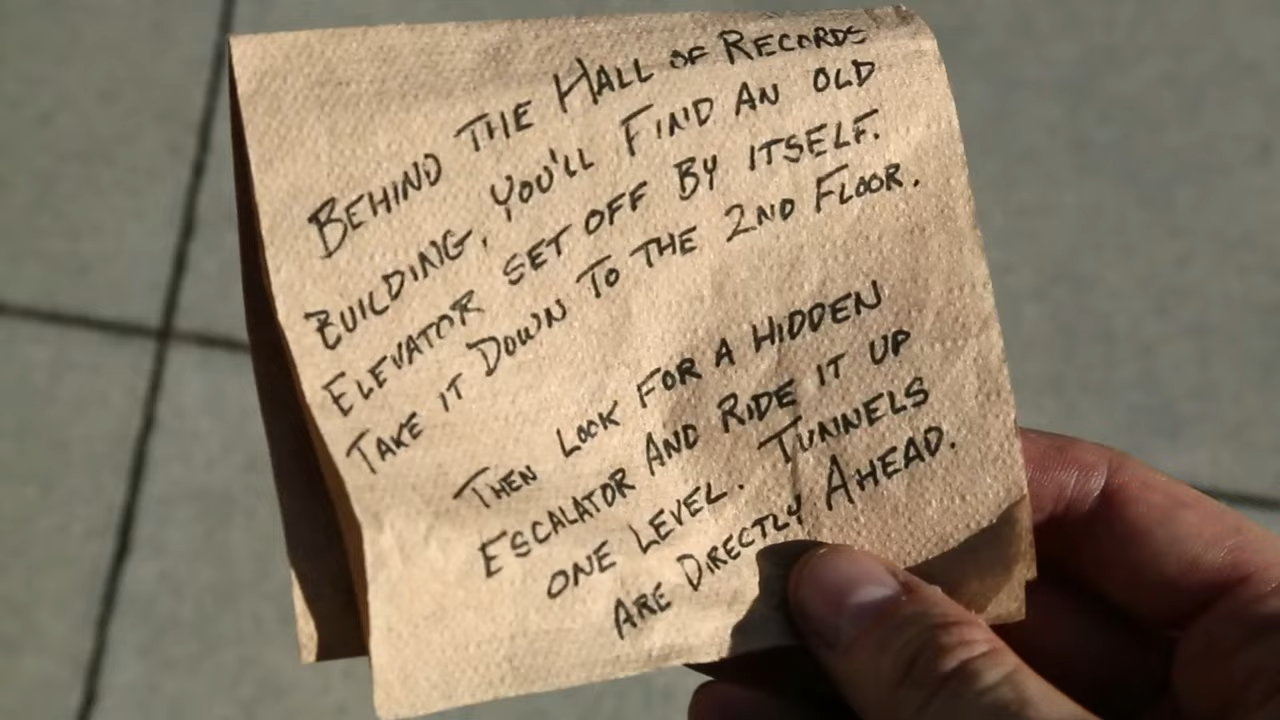 Behind the Hall of Records
Building, you'll find an old
elevator set off by itself.
Take it down to the 2nd floor.
Then look for a hidden
escalator and ride it up
one level. Tunnels
are directly ahead.